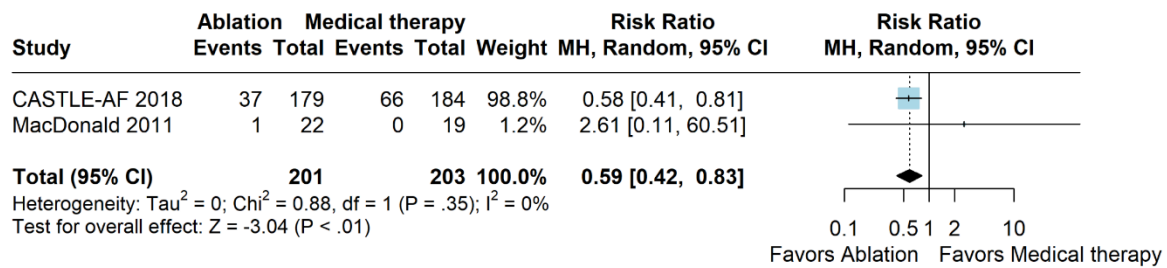 Ablation Medical therapy Risk Ratio Risk Ratio
Study Events Total Events Total Weight MH, Random, 95% CI MH, Random, 95% CI
CASTLE-AF 2018 37 179 66 184 98.8% 0.58 [0.41, 0.81]
MacDonald 2011 1 22 0 19 1.2% 2.61 [0.11, 60.51]
Total (95% CI) 201 203 100.0% 0.59 [0.42, 0.83]
Heterogeneity: Tau² = 0; Chi² = 0.88, df = 1 (P = .35); I² = 0%
Test for overall effect: Z = -3.04 (P < .01)
0.1 0.5 1 2 10
Favors Ablation Favors Medical therapy